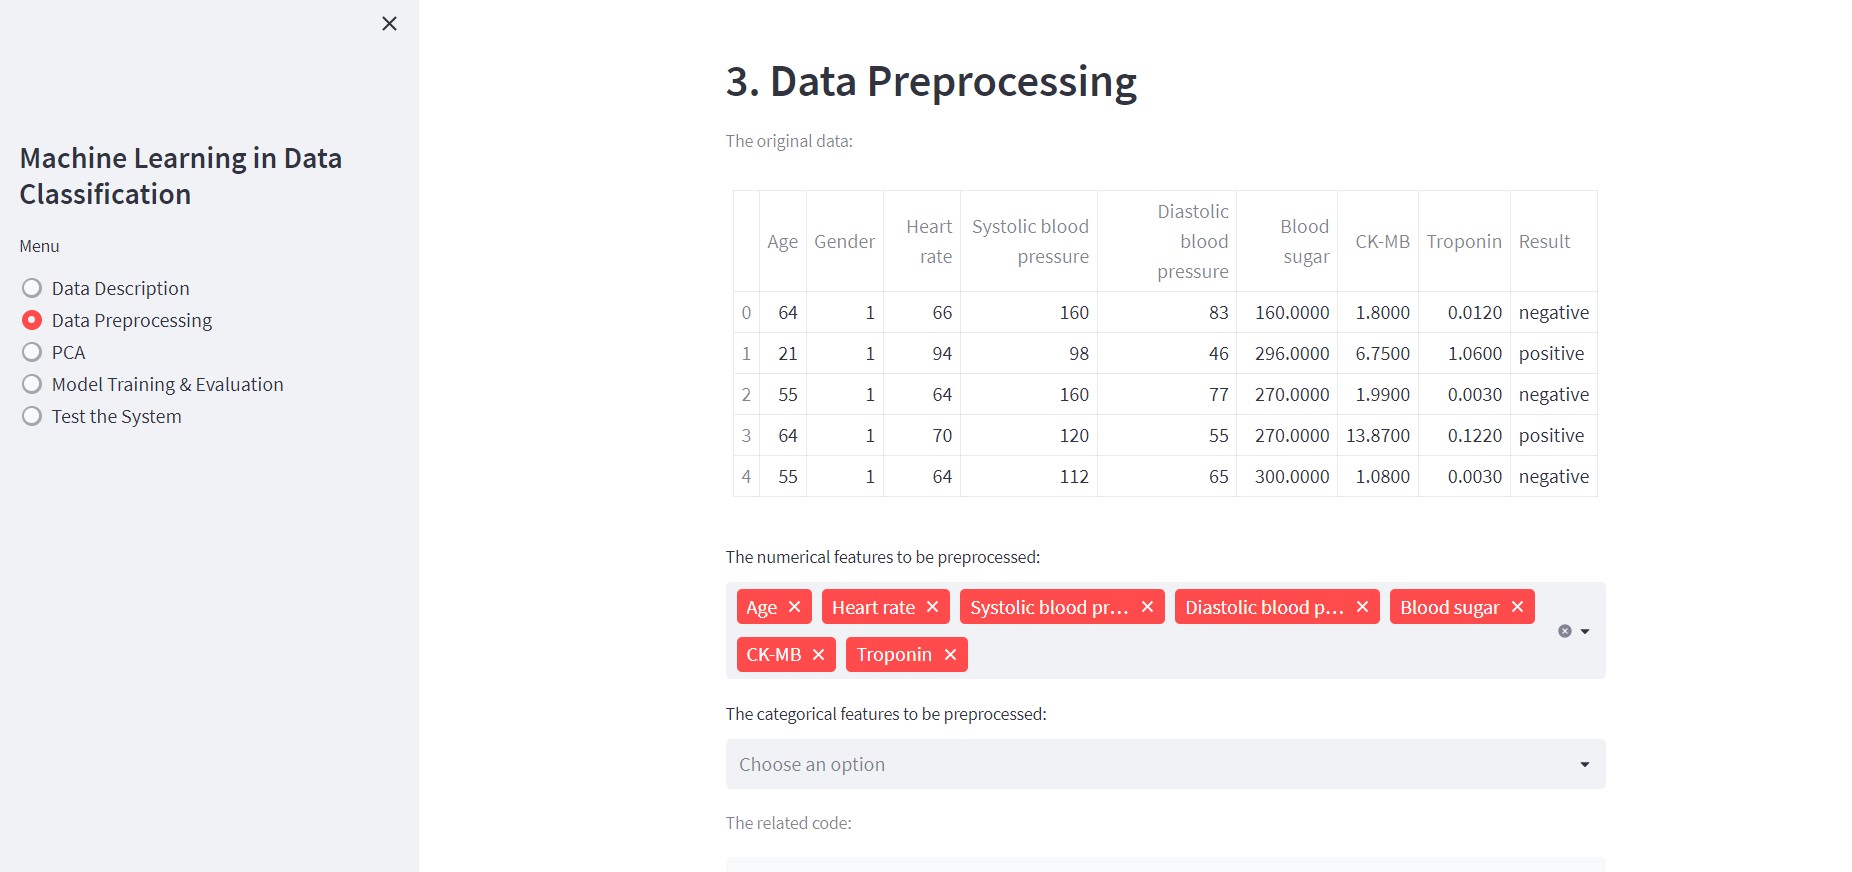 Machine Learning in Data
Classification
Menu
Data Description
Data Preprocessing
PCA
Model Training & Evaluation
Test the System
3. Data Preprocessing
The original data:
Age Gender Heart rate Systolic blood pressure Diastolic blood pressure Blood sugar CK-MB Troponin Result
0 64 1 66 160 83 160.0000 1.8000 0.0120 negative
1 21 1 94 98 46 296.0000 6.7500 1.0600 positive
2 55 1 64 160 77 270.0000 1.9900 0.0030 negative
3 64 1 70 120 55 270.0000 13.8700 0.1220 positive
4 55 1 64 112 65 300.0000 1.0800 0.0030 negative
The numerical features to be preprocessed:
Age Heart rate Systolic blood pr... Diastolic blood p... Blood sugar
CK-MB Troponin
The categorical features to be preprocessed:
Choose an option
The related code: